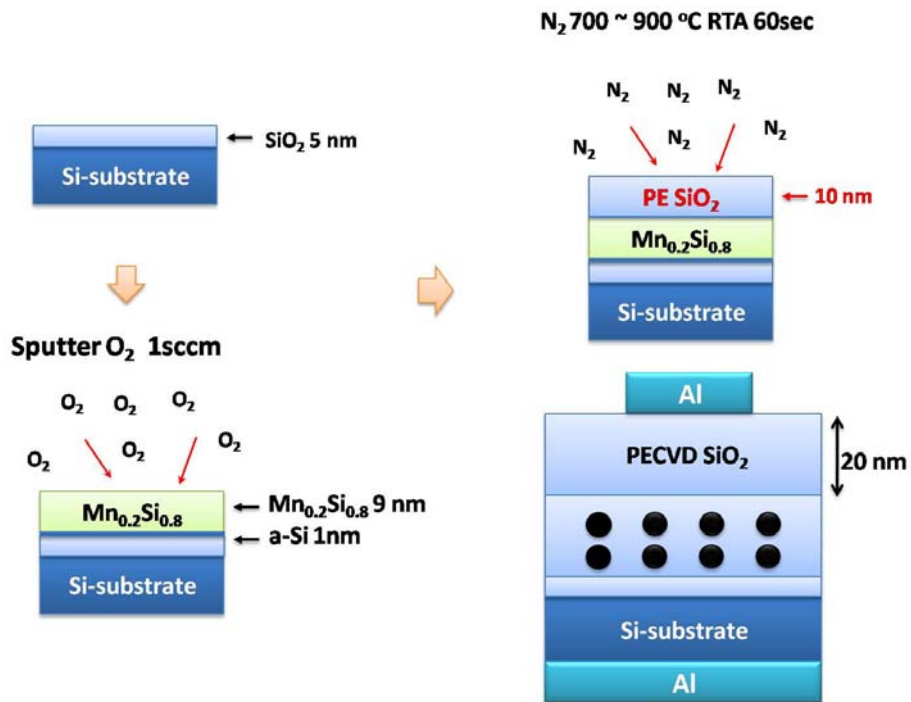 SiO₂ 5 nm
Si-substrate
Sputter O₂ 1sccm
O₂
O₂
O₂
O₂
O₂
O₂
Mn₀.₂Si₀.₈
Mn₀.₂Si₀.₈ 9 nm
a-Si 1nm
Si-substrate
N₂ 700 ~ 900 °C RTA 60sec
N₂
N₂
N₂
N₂
N₂
N₂
PE SiO₂
10 nm
Mn₀.₂Si₀.₈
Si-substrate
Al
PECVD SiO₂
20 nm
Si-substrate
Al